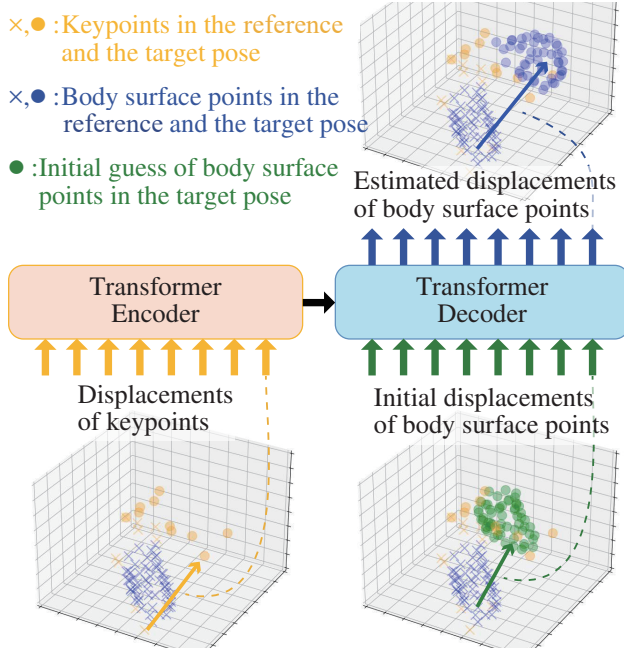 ×,●:Keypoints in the reference
and the target pose
×,●:Body surface points in the
reference and the target pose
●:Initial guess of body surface
points in the target pose
Estimated displacements
of body surface points
Transformer
Encoder
Transformer
Decoder
Displacements
of keypoints
Initial displacements
of body surface points